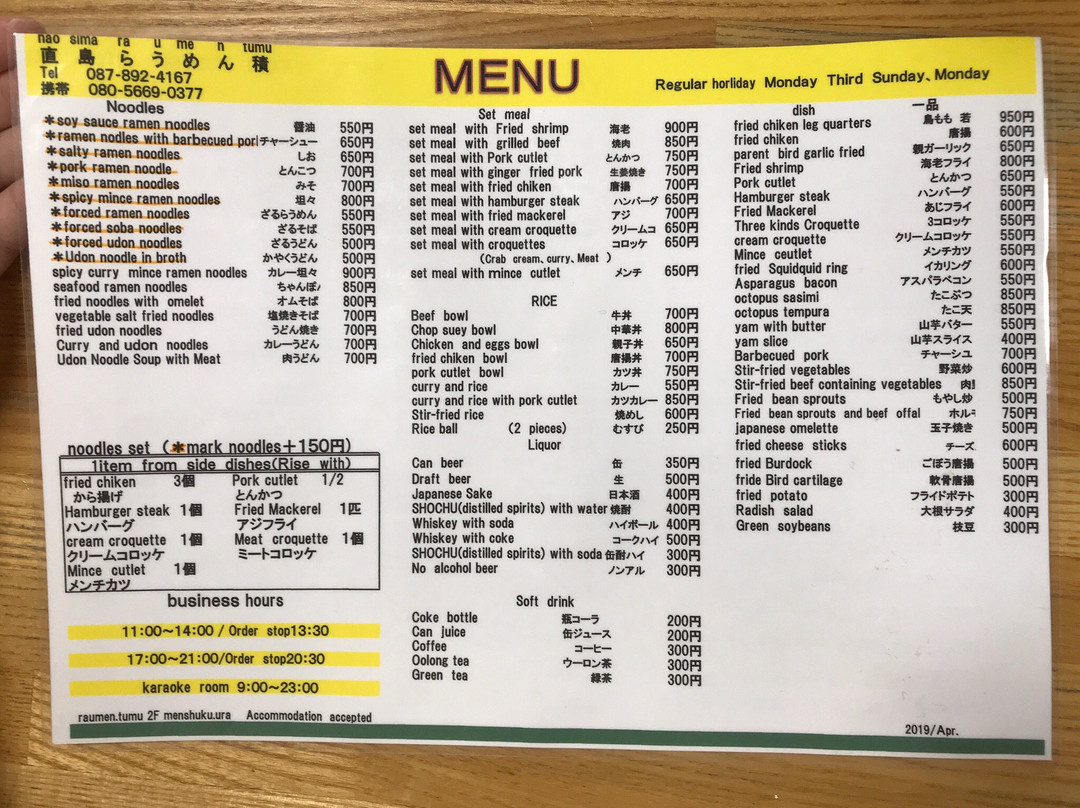 nao sima ra u me n tumu
直島らうめん積
Tel 087-892-4167
携帯 080-5669-0377
MENU
Regular horliday Monday Third Sunday、Monday
Noodles
*soy sauce ramen noodles 醤油 550円
*ramen nodles with barbecued porl チャーシュー 650円
*salty ramen noodles しお 650円
*pork ramen noodle とんこつ 700円
*miso ramen noodles みそ 700円
*spicy mince ramen noodles 坦々 800円
*forced ramen noodles ざるらうめん 550円
*forced soba noodles ざるそば 550円
*forced udon noodles ざるうどん 500円
*Udon noodle in broth かやくうどん 500円
spicy curry mince ramen noodles カレー坦々 900円
seafood ramen noodles ちゃんぽん 850円
fried noodles with omelet オムそば 800円
vegetable salt fried noodles 塩焼きそば 700円
fried udon noodles うどん焼き 700円
Curry and udon noodles カレーうどん 700円
Udon Noodle Soup with Meat 肉うどん 700円
noodles set (*mark noodles+150円)
1item from side dishes(Rise with)
fried chiken 3個 Pork cutlet 1/2
から揚げ とんかつ
Hamburger steak 1個 Fried Mackerel 1匹
ハンバーグ アジフライ
cream croquette 1個 Meat croquette 1個
クリームコロッケ ミートコロッケ
Mince cutlet 1個
メンチカツ
business hours
11:00～14:00 / Order stop13:30
17:00～21:00/Order stop20:30
karaoke room 9:00～23:00
raumen.tumu 2F menshuku.ura Accommodation accepted
Set meal
set meal with Fried shrimp 海老 900円
set meal with grilled beef 焼肉 850円
set meal with Pork cutlet とんかつ 750円
set meal with ginger fried pork 生姜焼き 750円
set meal with fried chiken 唐揚 700円
set meal with hamburger steak ハンバーグ 650円
set meal with fried mackerel アジ 700円
set meal with cream croquette クリームコ 650円
set meal with croquettes コロッケ 650円
(Crab cream、curry、Meat )
set meal with mince cutlet メンチ 650円
RICE
Beef bowl 牛丼 700円
Chop suey bowl 中華丼 800円
Chicken and eggs bowl 親子丼 650円
fried chiken bowl 唐揚丼 700円
pork cutlet bowl カツ丼 750円
curry and rice カレー 550円
curry and rice with pork cutlet カツカレー 850円
Stir-fried rice 焼めし 600円
Rice ball (2 pieces) むすび 250円
Liquor
Can beer 缶 350円
Draft beer 生 500円
Japanese Sake 日本酒 400円
SHOCHU(distilled spirits) with water 焼酎 400円
Whiskey with soda ハイボール 400円
Whiskey with coke コークハイ 500円
SHOCHU(distilled spirits) with soda 缶酎ハイ 300円
No alcohol beer ノンアル 300円
Soft drink
Coke bottle 瓶コーラ 200円
Can juice 缶ジュース 200円
Coffee コーヒー 300円
Oolong tea ウーロン茶 300円
Green tea 緑茶 300円
dish 一品
fried chiken leg quarters 鳥もも 若 950円
fried chiken 唐揚 600円
parent bird garlic fried 親ガーリック 650円
Fried shrimp 海老フライ 800円
Pork cutlet とんかつ 650円
Hamburger steak ハンバーグ 550円
Fried Mackerel あじフライ 600円
Three kinds Croquette 3コロッケ 550円
cream croquette クリームコロッケ 550円
Mince ceutlet メンチカツ 550円
fried Squidquid ring イカリング 600円
Asparagus bacon アスパラベコン 550円
octopus sasimi たこぶつ 850円
octopus tempura たこ天 850円
yam with butter 山芋バター 550円
yam slice 山芋スライス 400円
Barbecued pork チャーシュ 700円
Stir-fried vegetables 野菜炒 600円
Stir-fried beef containing vegetables 肉 850円
Fried bean sprouts もやし炒 500円
Fried bean sprouts and beef offal ホルモ 750円
japanese omelette 玉子焼き 500円
fried cheese sticks チーズ 600円
fried Burdock ごぼう唐揚 500円
fride Bird cartilage 軟骨唐揚 500円
fried potato フライドポテト 300円
Radish salad 大根サラダ 400円
Green soybeans 枝豆 300円
2019/Apr.